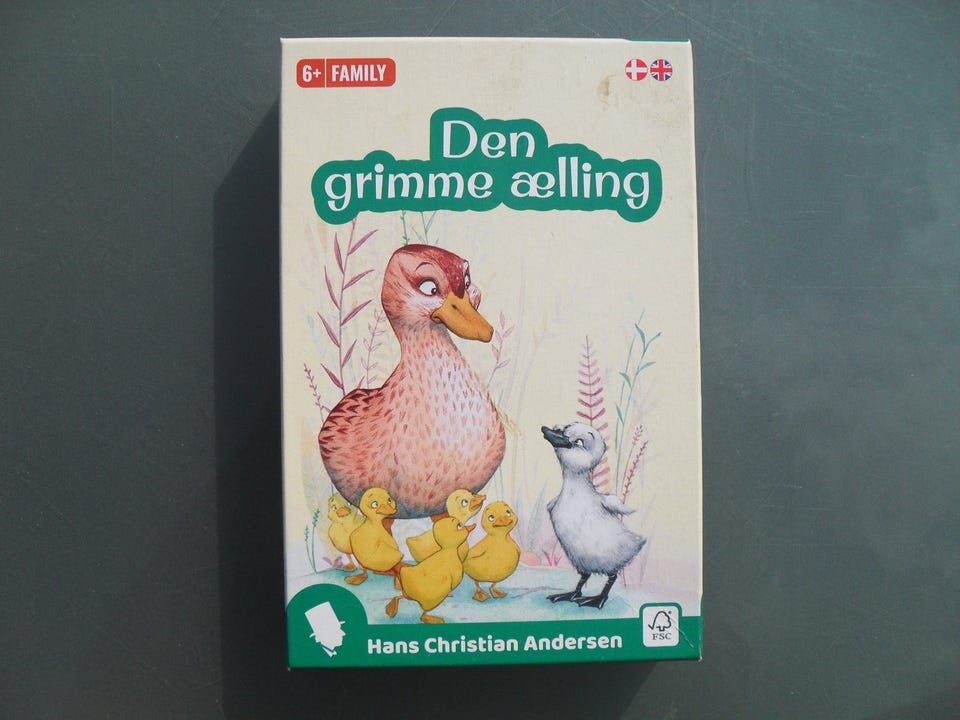 6+ FAMILY
Den
grimme ælling
Hans Christian Andersen
FSC